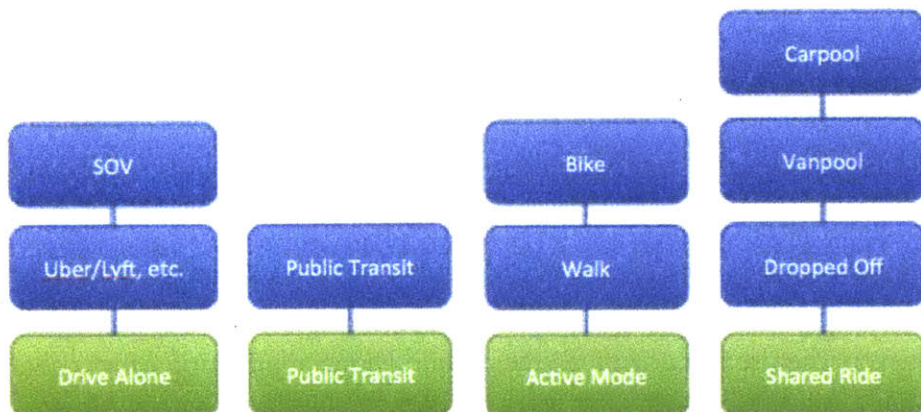 Carpool
SOV
Bike
Vanpool
Uber/Lyft, etc.
Public Transit
Walk
Dropped Off
Drive Alone
Public Transit
Active Mode
Shared Ride